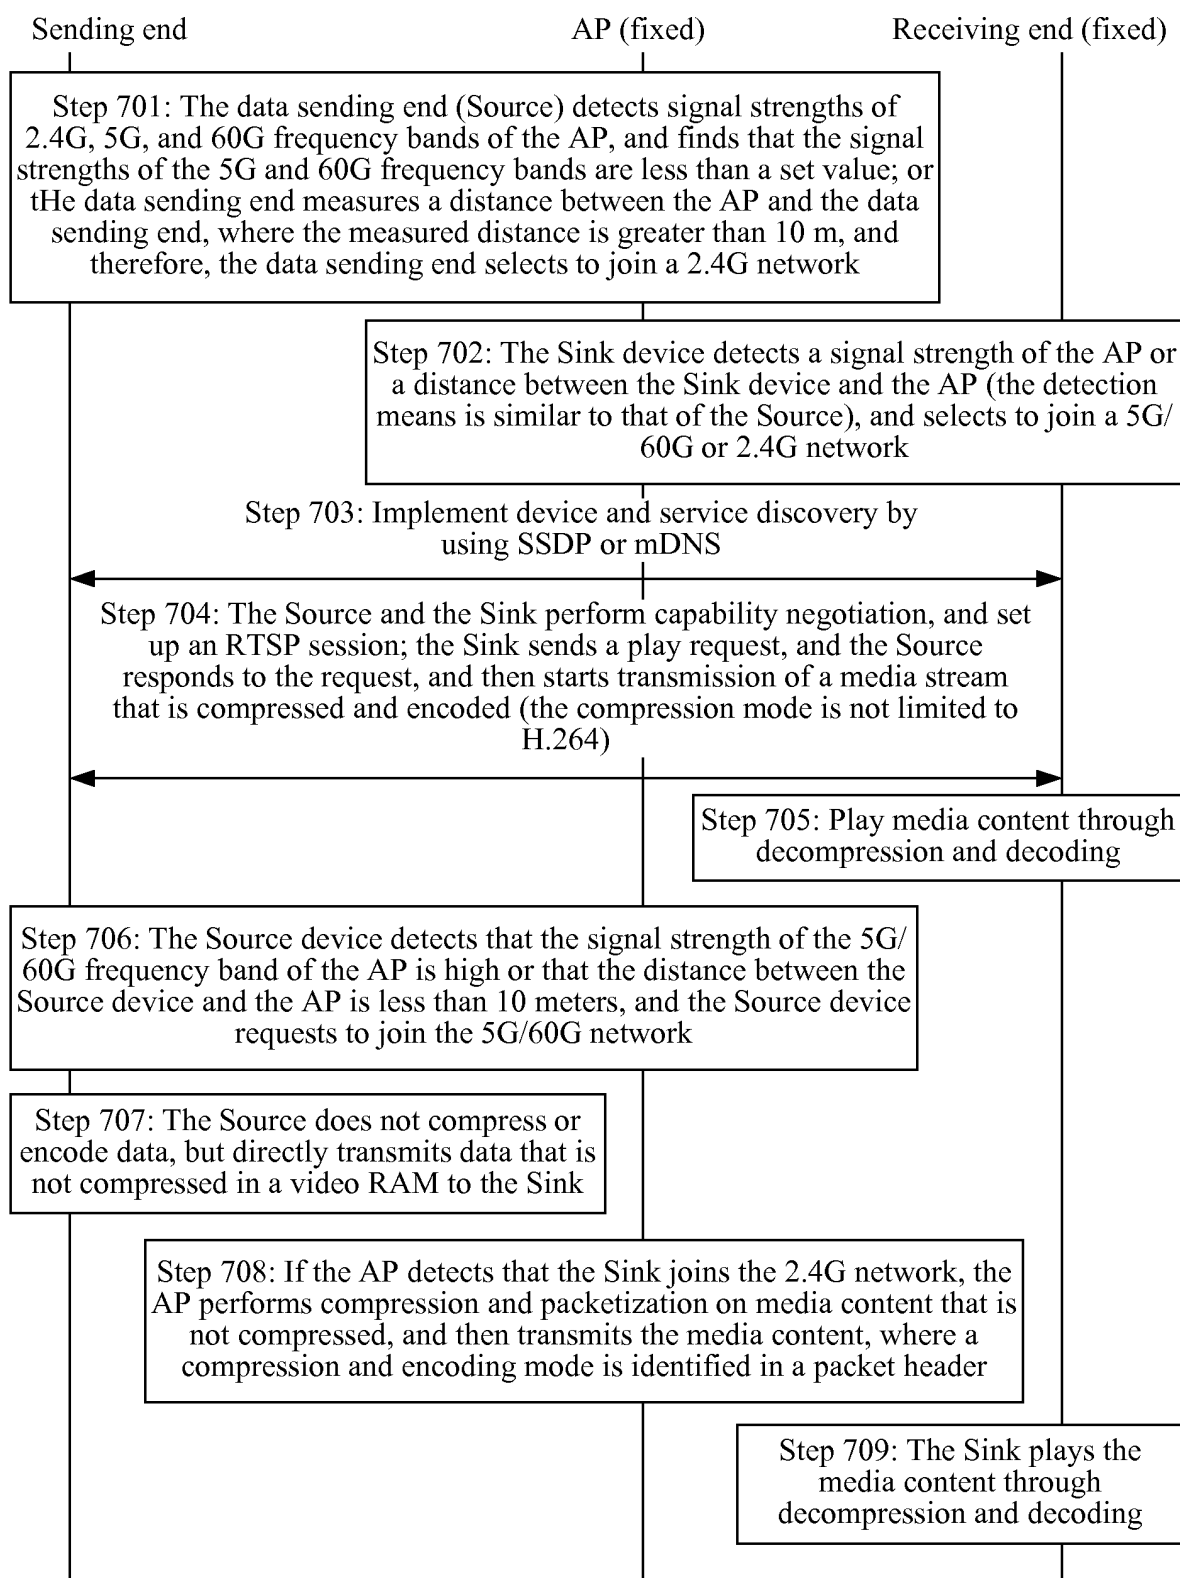 Sending end
AP (fixed)
Receiving end (fixed)
Step 701: The data sending end (Source) detects signal strengths of
2.4G, 5G, and 60G frequency bands of the AP, and finds that the signal
strengths of the 5G and 60G frequency bands are less than a set value; or
tHe data sending end measures a distance between the AP and the data
sending end, where the measured distance is greater than 10 m, and
therefore, the data sending end selects to join a 2.4G network
Step 702: The Sink device detects a signal strength of the AP or
a distance between the Sink device and the AP (the detection
means is similar to that of the Source), and selects to join a 5G/
60G or 2.4G network
Step 703: Implement device and service discovery by
using SSDP or mDNS
Step 704: The Source and the Sink perform capability negotiation, and set
up an RTSP session; the Sink sends a play request, and the Source
responds to the request, and then starts transmission of a media stream
that is compressed and encoded (the compression mode is not limited to
H.264)
Step 705: Play media content through
decompression and decoding
Step 706: The Source device detects that the signal strength of the 5G/
60G frequency band of the AP is high or that the distance between the
Source device and the AP is less than 10 meters, and the Source device
requests to join the 5G/60G network
Step 707: The Source does not compress or
encode data, but directly transmits data that is
not compressed in a video RAM to the Sink
Step 708: If the AP detects that the Sink joins the 2.4G network, the
AP performs compression and packetization on media content that is
not compressed, and then transmits the media content, where a
compression and encoding mode is identified in a packet header
Step 709: The Sink plays the
media content through
decompression and decoding